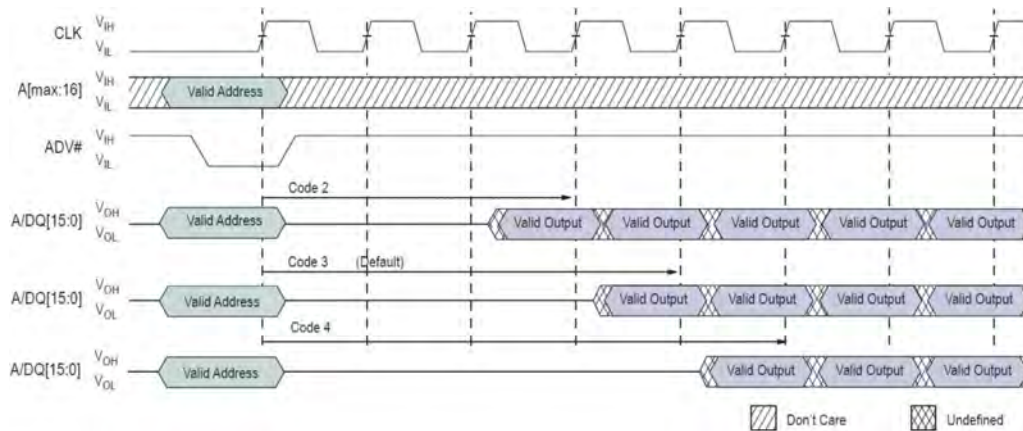 CLK VIH
VIL
A[max:16] VIH
VIL
Valid Address
ADV# VIH
VIL
Code 2
A/DQ[15:0] VOH
VOL
Valid Address Valid Output Valid Output Valid Output Valid Output Valid Output
Code 3 (Default)
A/DQ[15:0] VOH
VOL
Valid Address Valid Output Valid Output Valid Output Valid Output
Code 4
A/DQ[15:0] VOH
VOL
Valid Address Valid Output Valid Output Valid Output
Don't Care Undefined